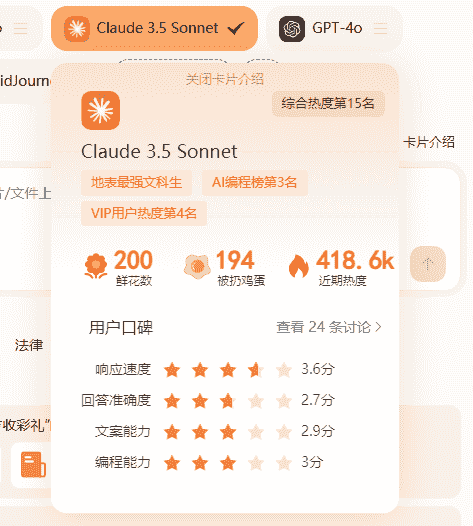 Claude 3.5 Sonnet
GPT-4o
idJourn
关闭卡片介绍
综合热度第15名
卡片介绍
Claude 3.5 Sonnet
地表最强文科生
AI编程榜第3名
片/文件上
VIP用户热度第4名
200
194
418.6k
鲜花数
被扔鸡蛋
近期热度
用户口碑
查看 24 条讨论
法律
响应速度
3.6分
回答准确度
2.7分
收彩礼”
文案能力
2.9分
编程能力
3分